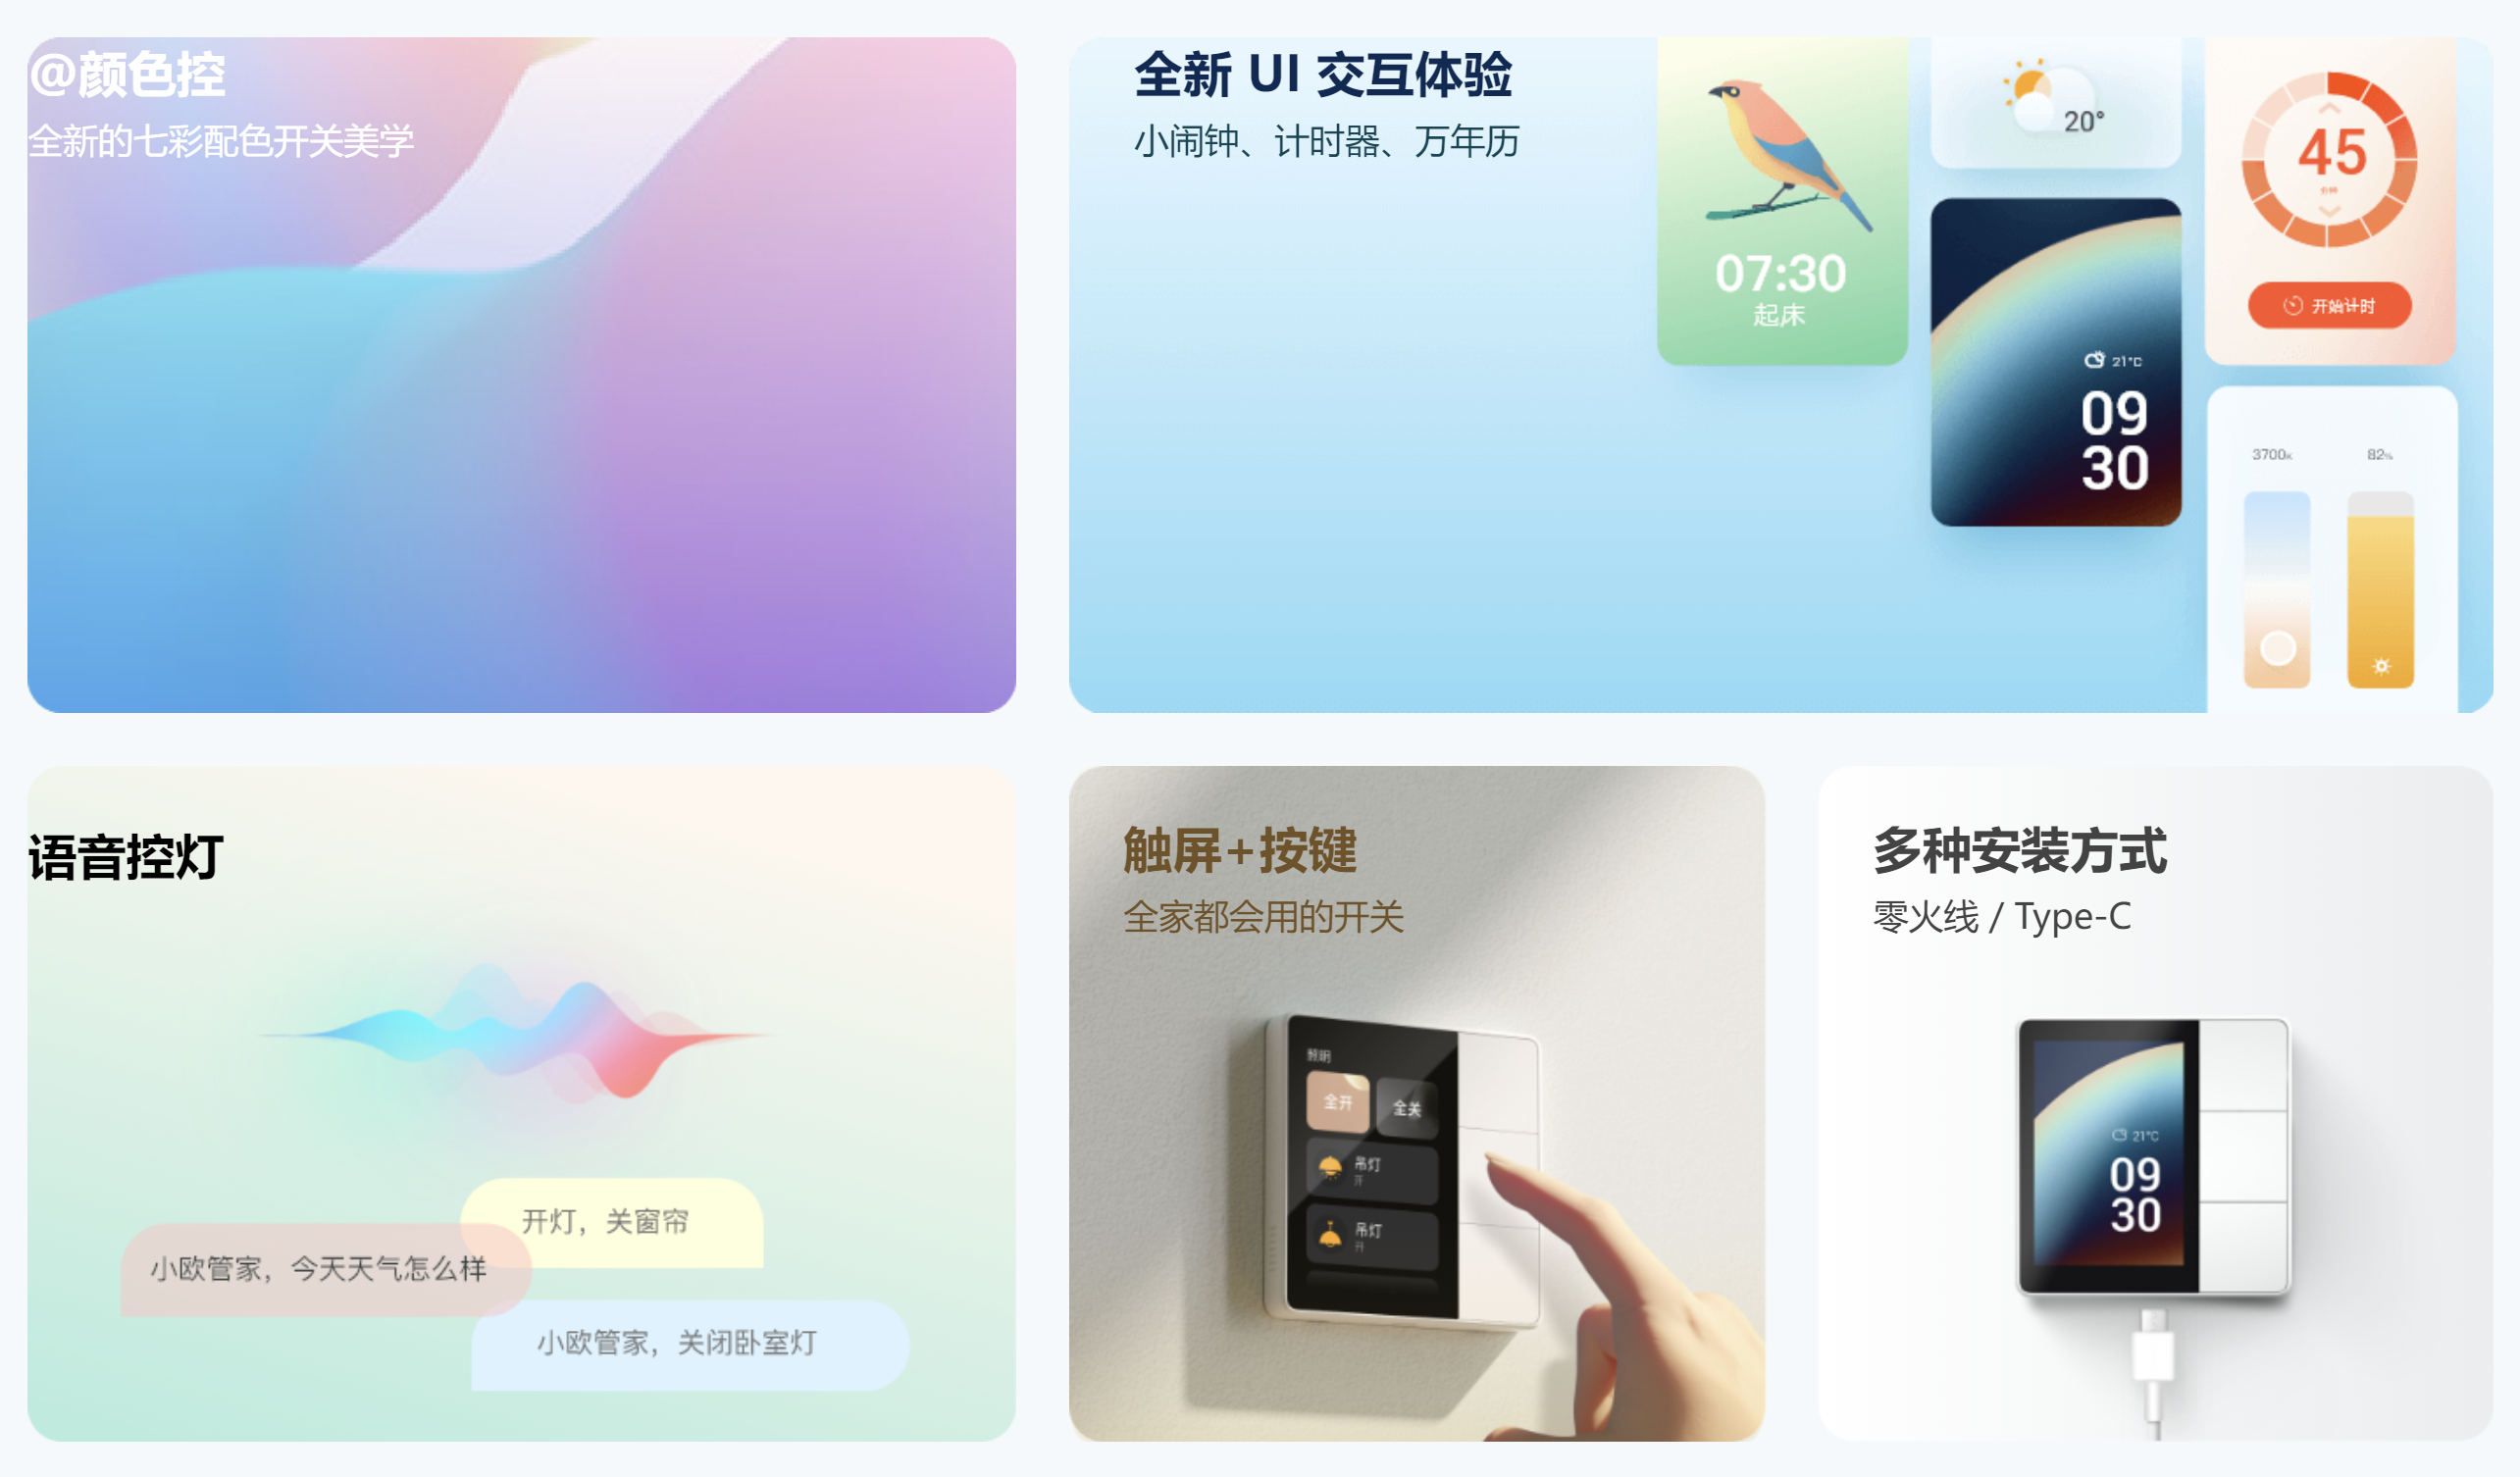 @颜色控
全新的七彩配色开关美学
全新 UI 交互体验
小闹钟、计时器、万年历
07:30
起床
20°
21°C
09
30
45
分钟
开始计时
3700K
82%
语音控灯
开灯，关窗帘
小欧管家，今天天气怎么样
小欧管家，关闭卧室灯
触屏+按键
全家都会用的开关
照明
全开
全关
吊灯
开
吊灯
开
多种安装方式
零火线 / Type-C
21°C
09
30